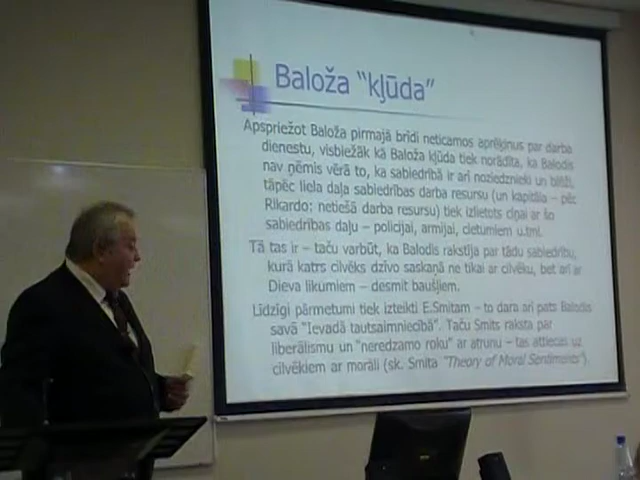 Baloža “kļūda”
Apspriežot Baloža pirmajā brīdi neticamos aprēķinus par darba
dienestu, visbiežāk kā Baloža kļūda tiek norādīta, ka Balodis
nav ņēmis vērā to, ka sabiedrībā ir arī noziedznieki un blēži,
tāpēc liela daļa sabiedrības darba resursu (un kapitāla – pēc
Rikardo: netiešā darba resursu) tiek izlietots cīņai ar šo
sabiedrības daļu – policijai, armijai, cietumiem u.tml.
Tā tas ir – taču varbūt, ka Balodis rakstīja par tādu sabiedrību,
kurā katrs cilvēks dzīvo saskaņā ne tikai ar cilvēku, bet arī ar
Dieva likumiem – desmit baušļiem.
Līdzīgi pārmetumi tiek izteikti E.Smitam – to dara arī pats Balodis
savā “Ievadā tautsaimniecībā”. Taču Smits raksta par
liberālismu un “neredzamo roku” ar atrunu – tas attiecas uz
cilvēkiem ar morāli (sk. Smita “Theory of Moral Sentiments”).